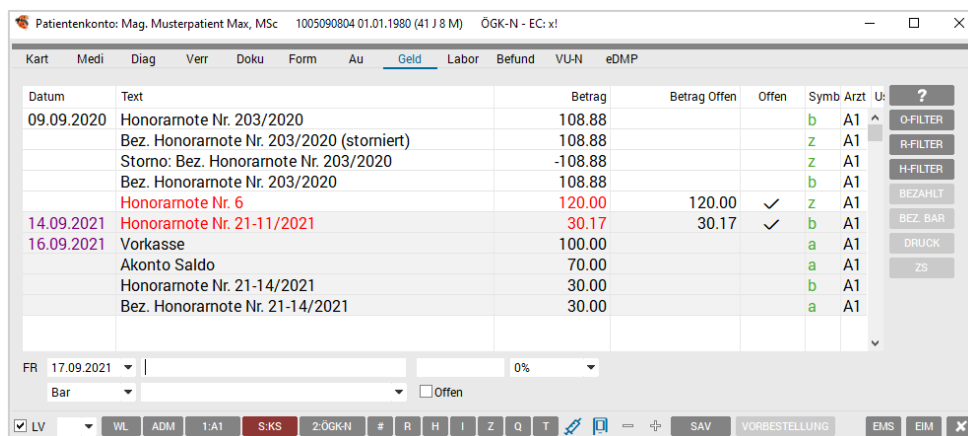 Patientenkonto: Mag. Musterpatient Max, MSc 1005090804 01.01.1980 (41 J 8 M) ÖGK-N - EC: x!
Kart Medi Diag Verr Doku Form Au Geld Labor Befund VU-N eDMP
Datum Text Betrag Betrag Offen Offen Symb Arzt U: ?
09.09.2020 Honorarnote Nr. 203/2020 108.88 b A1 O-FILTER
Bez. Honorarnote Nr. 203/2020 (storniert) 108.88 z A1 R-FILTER
Storno: Bez. Honorarnote Nr. 203/2020 -108.88 z A1 H-FILTER
Bez. Honorarnote Nr. 203/2020 108.88 b A1
Honorarnote Nr. 6 120.00 120.00 ✓ z A1 BEZAHLT
14.09.2021 Honorarnote Nr. 21-11/2021 30.17 30.17 ✓ b A1 BEZ. BAR
16.09.2021 Vorkasse 100.00 a A1 DRUCK
Akonto Saldo 70.00 a A1 ZS
Honorarnote Nr. 21-14/2021 30.00 b A1
Bez. Honorarnote Nr. 21-14/2021 30.00 a A1
FR 17.09.2021 0%
Bar Offen
LV WL ADM 1:A1 S:KS 2:ÖGK-N # R H I Z Q T SAV VORBESTELLUNG EMS EIM